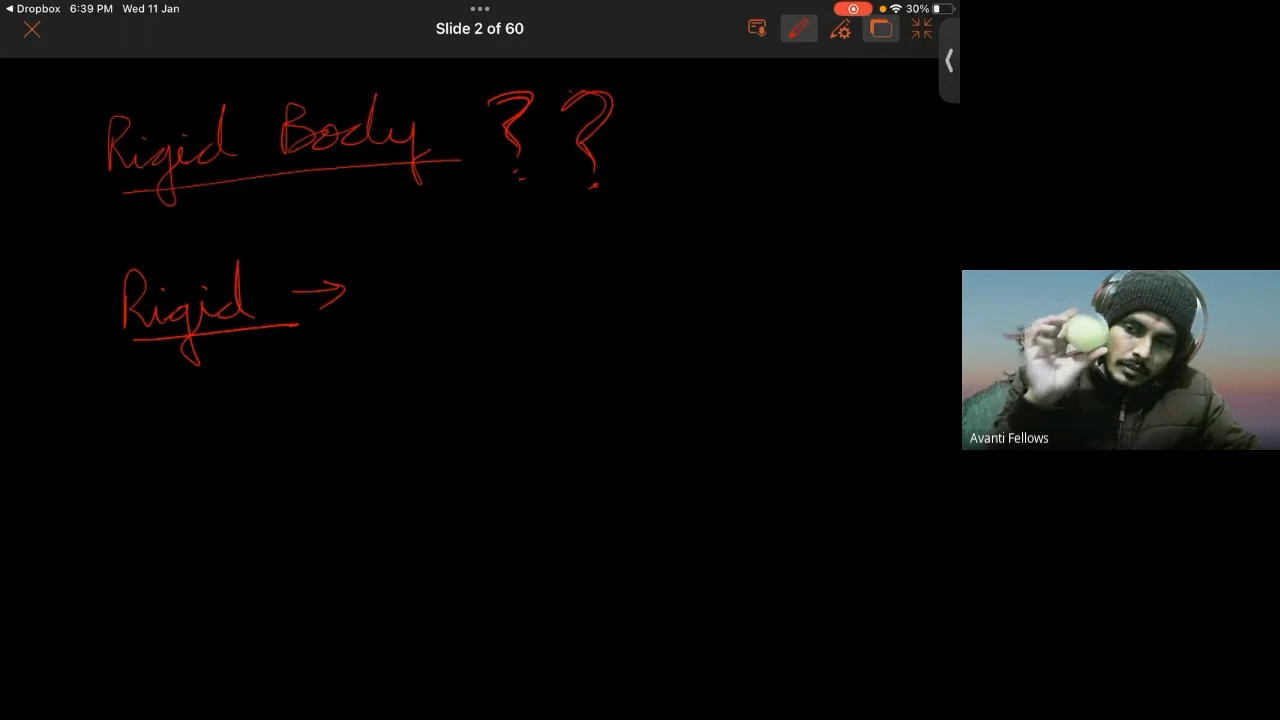 Dropbox 6:39 PM Wed 11 Jan 30%
Slide 2 of 60
Rigid Body ??
Rigid →
Avanti Fellows